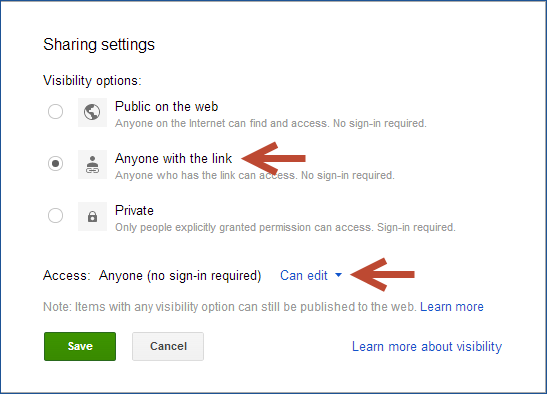 Sharing settings
Visibility options:
Public on the web
Anyone on the Internet can find and access. No sign-in required.
Anyone with the link
Anyone who has the link can access. No sign-in required.
Private
Only people explicitly granted permission can access. Sign-in required.
Access: Anyone (no sign-in required) Can edit
Note: Items with any visibility option can still be published to the web. Learn more
Save Cancel Learn more about visibility